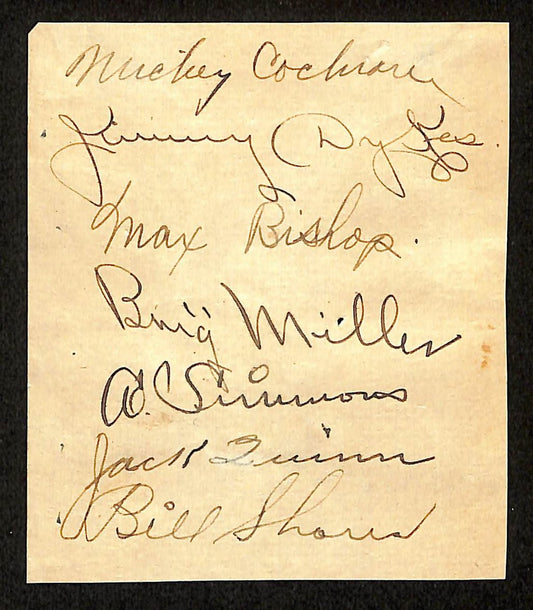 Mickey Cochrane
Jimmy Dykes.
Max Bishop.
Bing Miller
Al. Simmons
Jack Quinn
Bill Shores